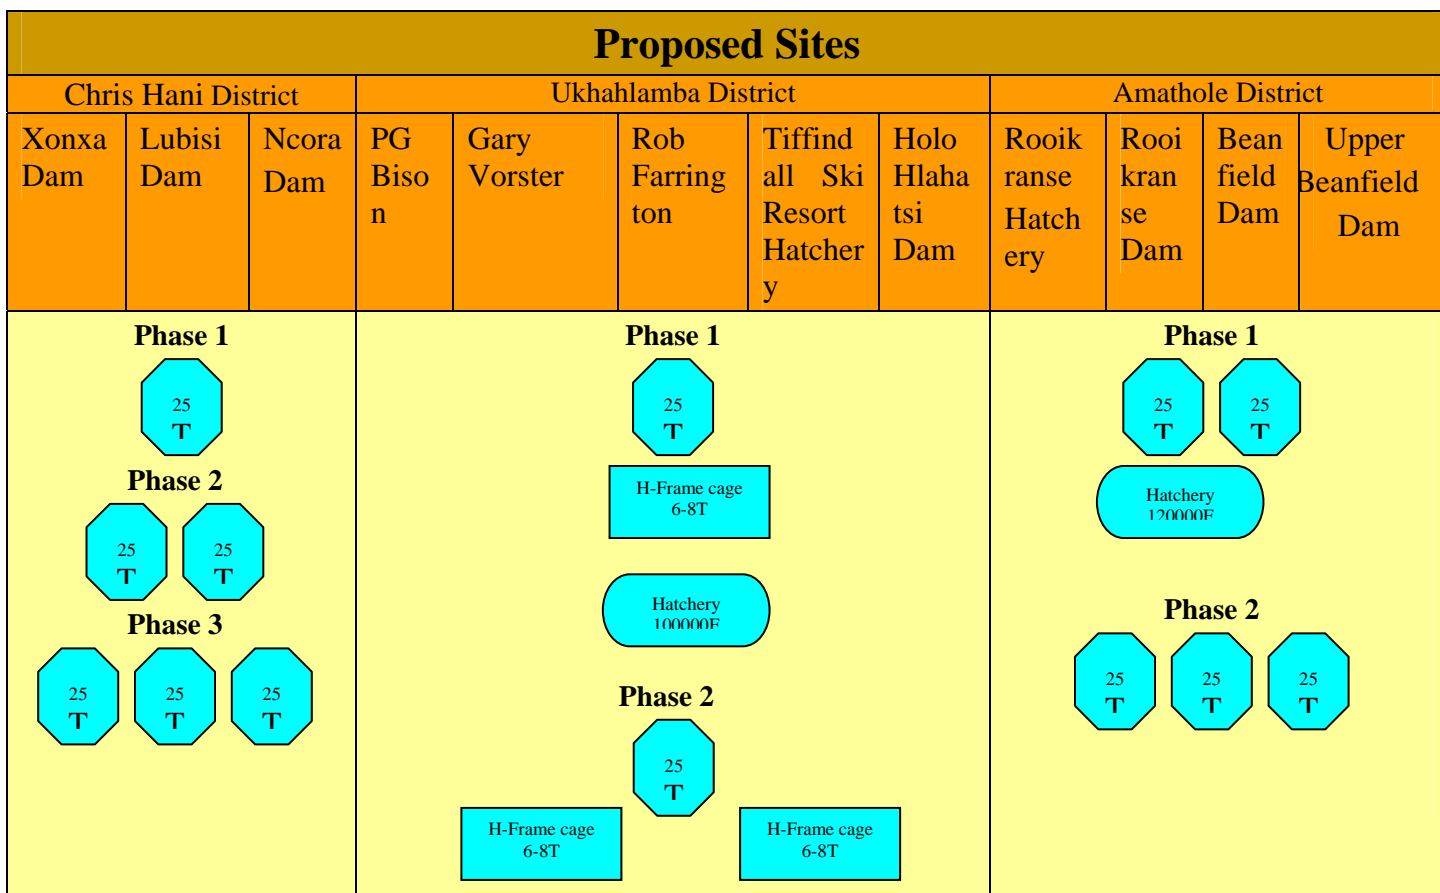 Proposed Sites
Chris Hani District
Ukhahlamba District
Amathole District
Xonxa
Dam
Lubisi
Dam
Ncora
Dam
PG
Biso
n
Gary
Vorster
Rob
Farring
ton
Tiffind
all Ski
Resort
Hatcher
y
Holo
Hlaha
tsi
Dam
Rooik
ranse
Hatch
ery
Rooi
kran
se
Dam
Bean
field
Dam
Upper
Beanfield
Dam
Phase 1
25
T
Phase 2
25
T
25
T
Phase 3
25
T
25
T
25
T
Phase 1
25
T
H-Frame cage
6-8T
Hatchery
100000F
Phase 2
25
T
H-Frame cage
6-8T
H-Frame cage
6-8T
Phase 1
25
T
25
T
Hatchery
120000F
Phase 2
25
T
25
T
25
T